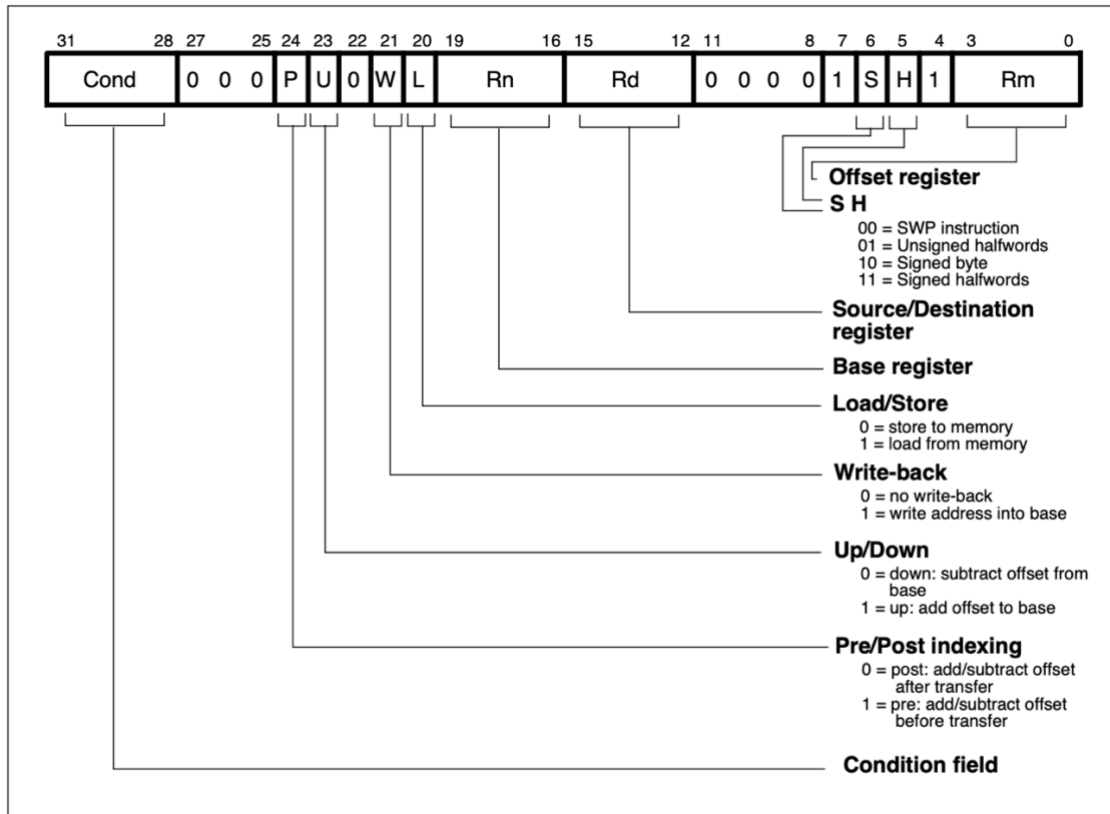 31 28 27 25 24 23 22 21 20 19 16 15 12 11 8 7 6 5 4 3 0
Cond 0 0 0 P U 0 W L Rn Rd 0 0 0 0 1 S H 1 Rm
Offset register
S H
00 = SWP instruction
01 = Unsigned halfwords
10 = Signed byte
11 = Signed halfwords
Source/Destination
register
Base register
Load/Store
0 = store to memory
1 = load from memory
Write-back
0 = no write-back
1 = write address into base
Up/Down
0 = down: subtract offset from
base
1 = up: add offset to base
Pre/Post indexing
0 = post: add/subtract offset
after transfer
1 = pre: add/subtract offset
before transfer
Condition field